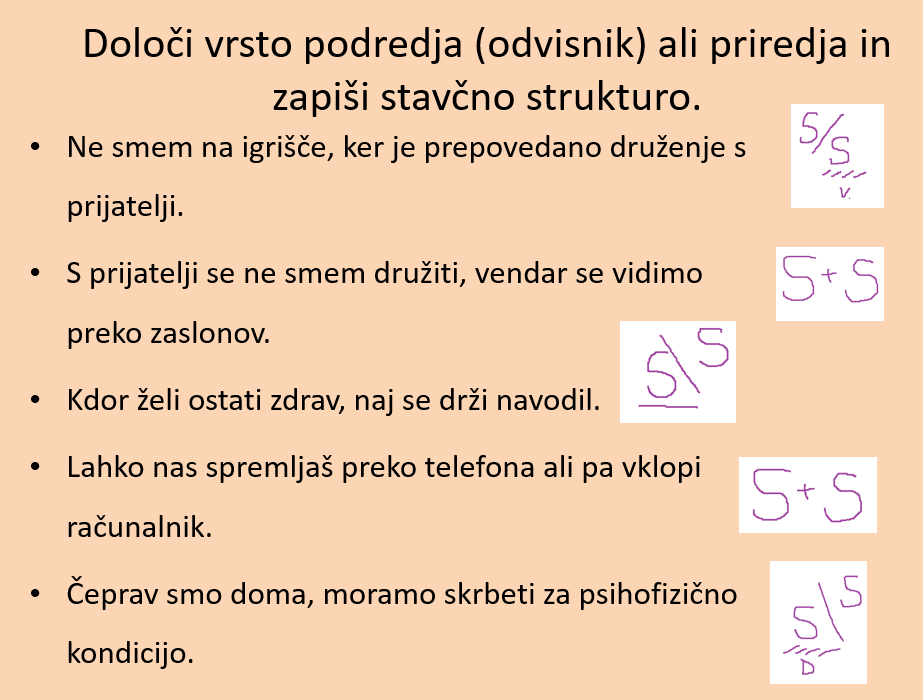 Določi vrsto podredja (odvisnik) ali priredja in
zapiši stavčno strukturo.
• Ne smem na igrišče, ker je prepovedano druženje s
prijatelji.
S/S
v.
• S prijatelji se ne smem družiti, vendar se vidimo
preko zaslonov.
S+S
• Kdor želi ostati zdrav, naj se drži navodil.
S\S
• Lahko nas spremljaš preko telefona ali pa vklopi
računalnik.
S+S
• Čeprav smo doma, moramo skrbeti za psihofizično
kondicijo.
S\S
D